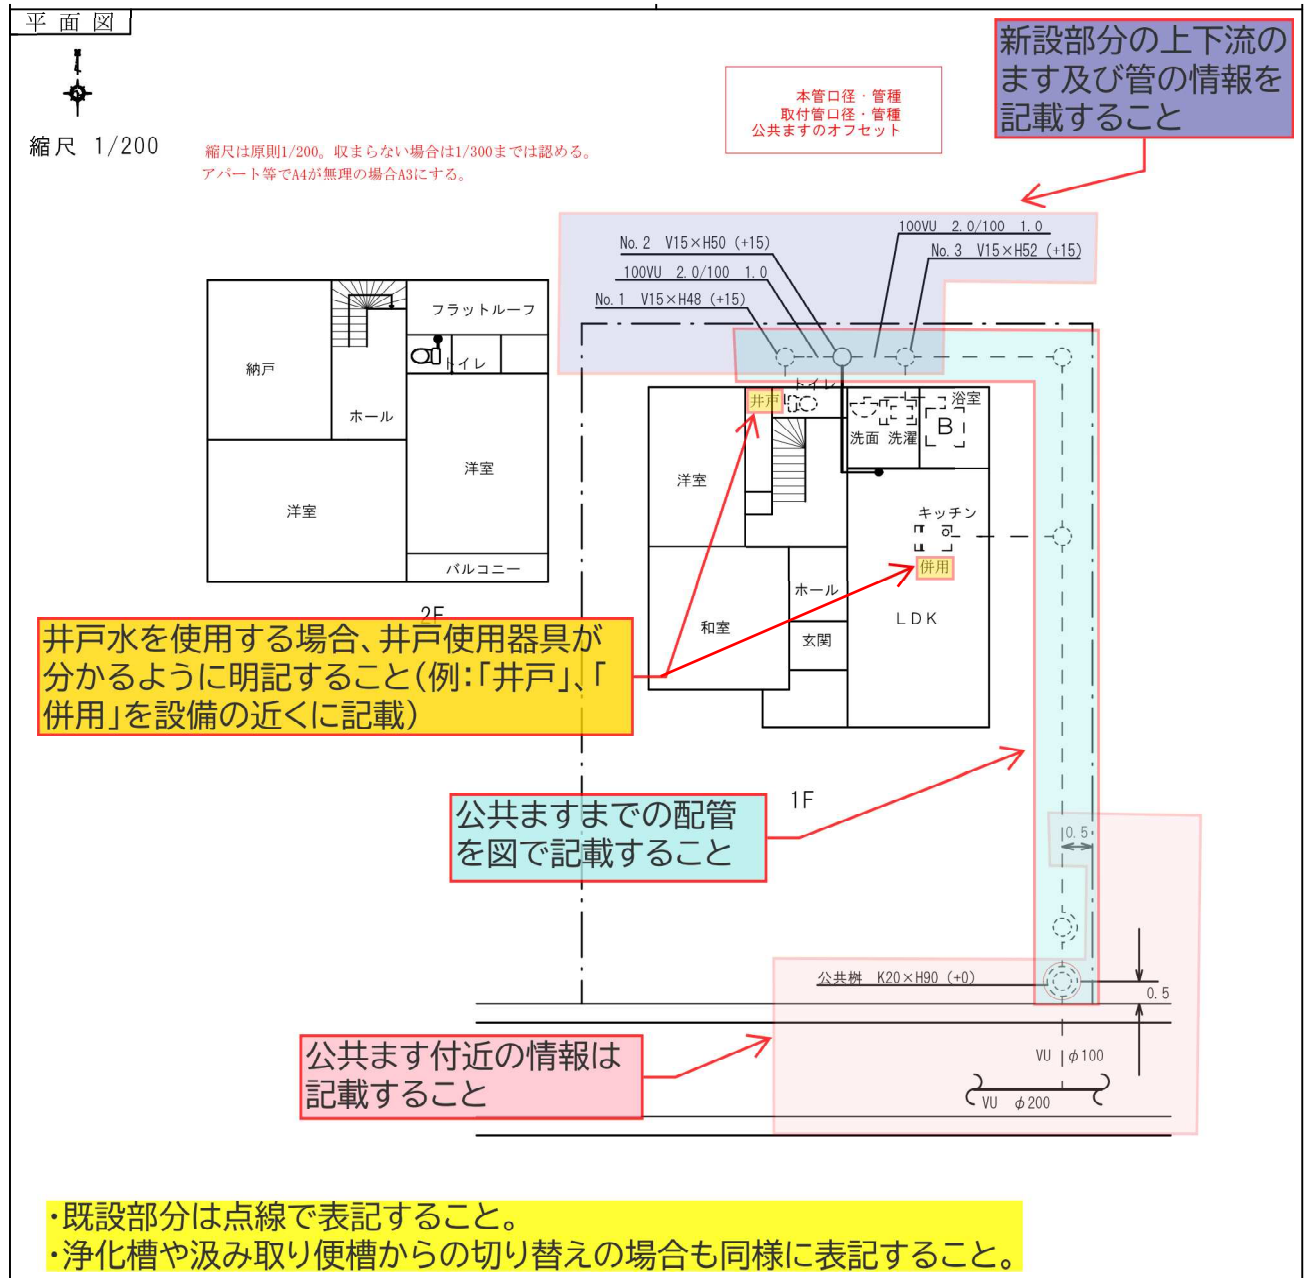 平面図
新設部分の上下流の
ます及び管の情報を
記載すること
本管口径・管種
取付管口径・管種
公共ますのオフセット
縮尺 1/200
縮尺は原則1/200。収まらない場合は1/300までは認める。
アパート等でA4が無理の場合A3にする。
100VU 2.0/100 1.0
No.2 V15×H50 (+15)
No.3 V15×H52 (+15)
100VU 2.0/100 1.0
No.1 V15×H48 (+15)
フラットルーフ
トイレ
納戸
ホール
洋室
洋室
バルコニー
2F
トイレ
井戸
浴室
洗面
洗濯
B
洋室
キッチン
併用
ホール
和室
LDK
玄関
井戸水を使用する場合、井戸使用器具が
分かるように明記すること(例:「井戸」、「
併用」を設備の近くに記載)
1F
公共ますまでの配管
を図で記載すること
0.5
公共桝 K20×H90 (+0)
0.5
公共ます付近の情報は
記載すること
VU φ100
VU φ200
・既設部分は点線で表記すること。
・浄化槽や汲み取り便槽からの切り替えの場合も同様に表記すること。